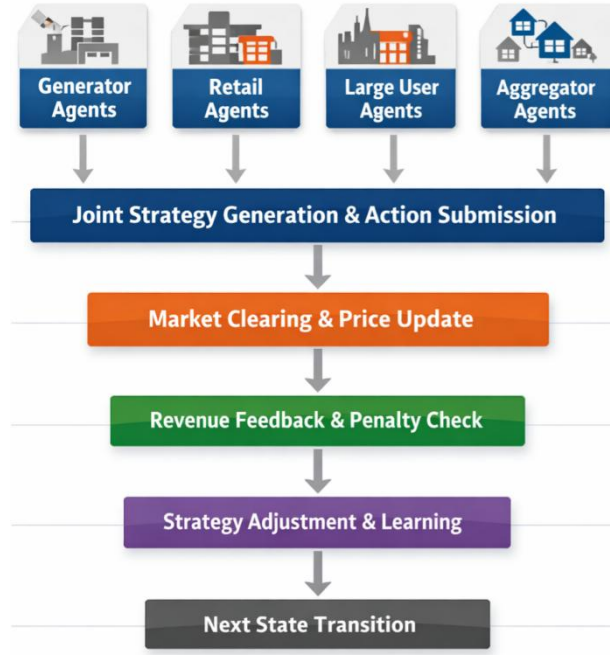 Generator
Agents
Retail
Agents
Large User
Agents
Aggregator
Agents
Joint Strategy Generation & Action Submission
Market Clearing & Price Update
Revenue Feedback & Penalty Check
Strategy Adjustment & Learning
Next State Transition